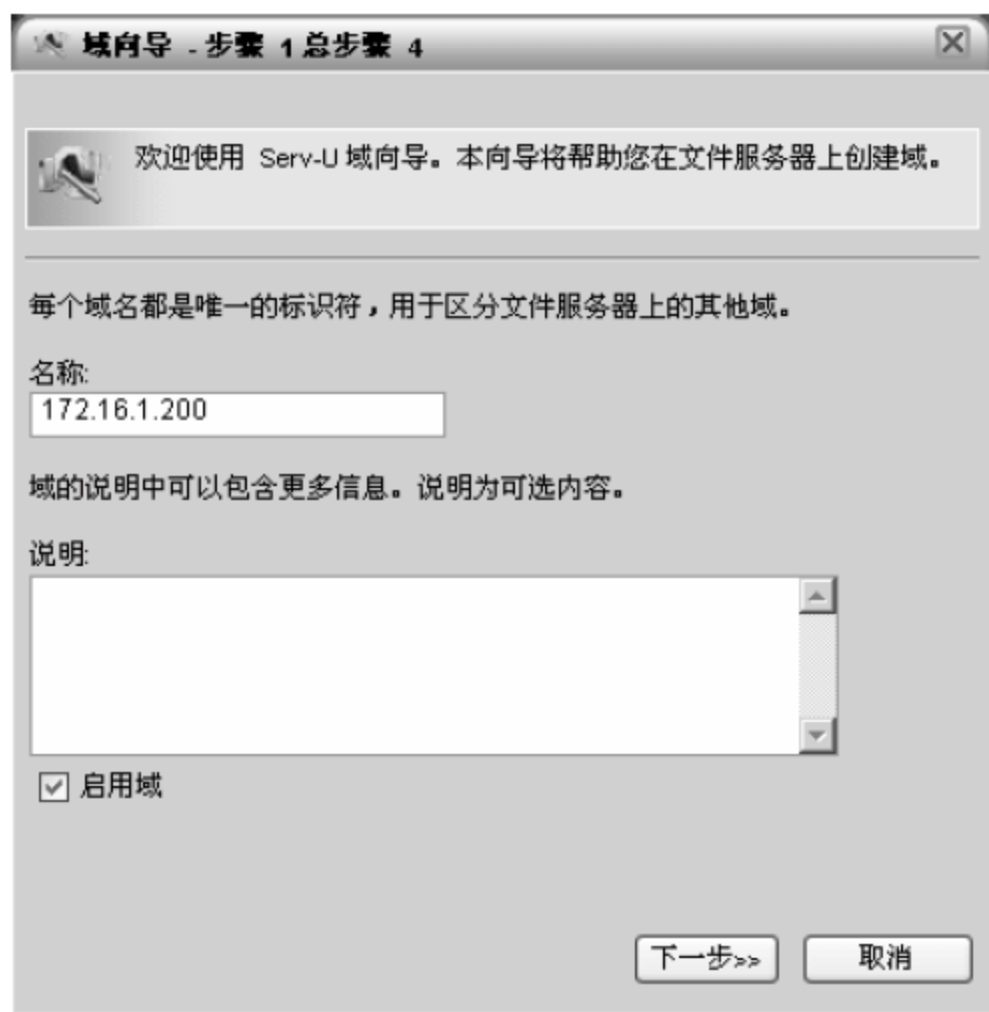 域向导 - 步骤 1 总步骤 4
欢迎使用 Serv-U 域向导。本向导将帮助您在文件服务器上创建域。
每个域名都是唯一的标识符，用于区分文件服务器上的其他域。
名称:
172.16.1.200
域的说明中可以包含更多信息。说明为可选内容。
说明:
启用域
下一步>>
取消